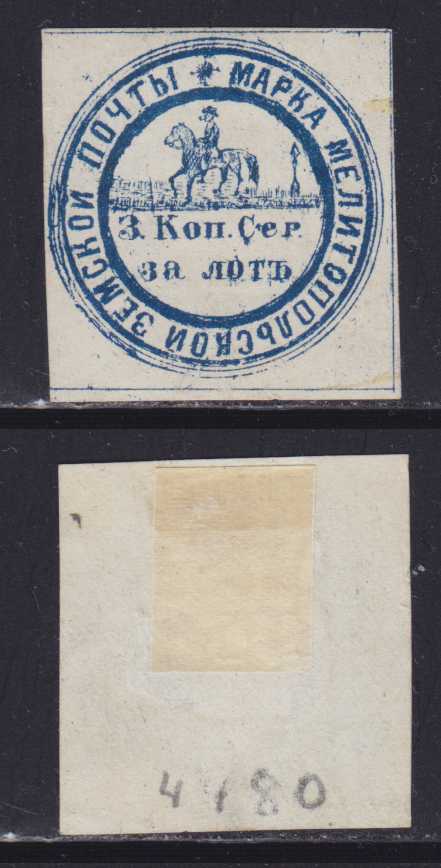 МАРКА МЕЛИТОПОЛЬСКОЙ ЗЕМСКОЙ ПОЧТЫ
3. Коп. Сер.
за лотъ
4180